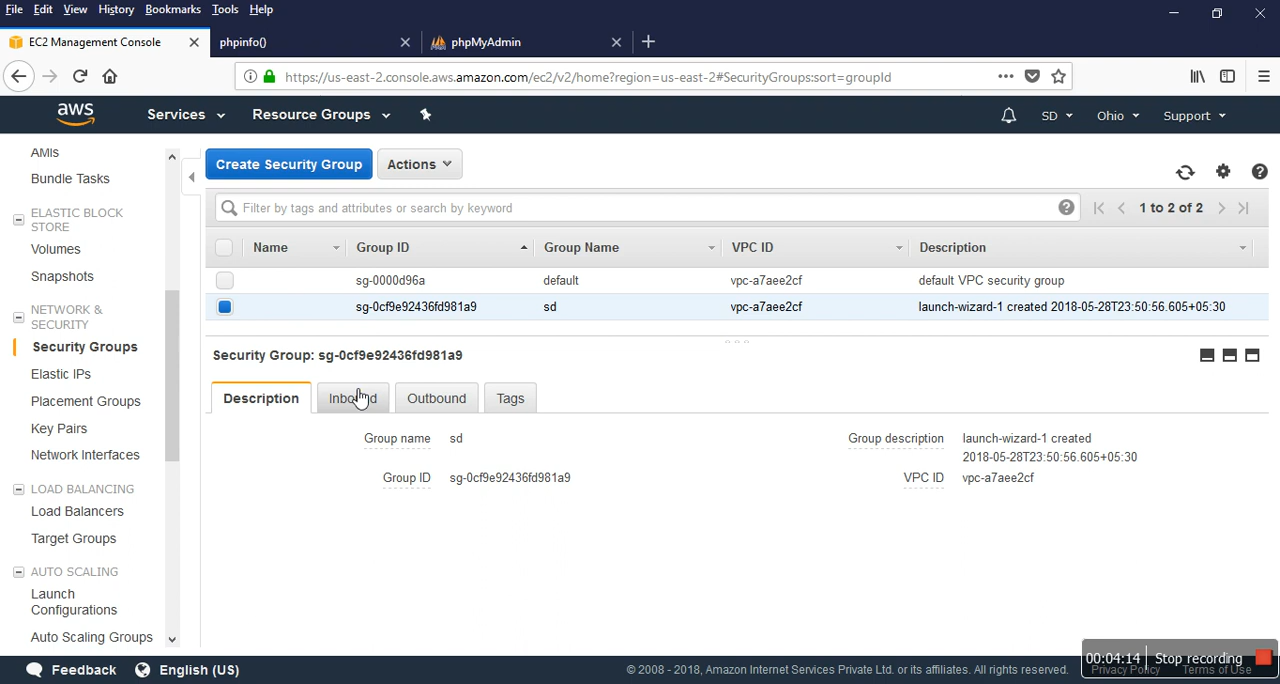 File Edit View History Bookmarks Tools Help
EC2 Management Console phpinfo() phpMyAdmin
https://us-east-2.console.aws.amazon.com/ec2/v2/home?region=us-east-2#SecurityGroups:sort=groupId
aws Services Resource Groups SD Ohio Support
AMIs
Bundle Tasks
ELASTIC BLOCK
STORE
Volumes
Snapshots
NETWORK &
SECURITY
Security Groups
Elastic IPs
Placement Groups
Key Pairs
Network Interfaces
LOAD BALANCING
Load Balancers
Target Groups
AUTO SCALING
Launch
Configurations
Auto Scaling Groups
Create Security Group Actions
Filter by tags and attributes or search by keyword
1 to 2 of 2
Name Group ID Group Name VPC ID Description
sg-0000d96a default vpc-a7aee2cf default VPC security group
sg-0cf9e92436fd981a9 sd vpc-a7aee2cf launch-wizard-1 created 2018-05-28T23:50:56.605+05:30
Security Group: sg-0cf9e92436fd981a9
Description Inbound Outbound Tags
Group name sd
Group ID sg-0cf9e92436fd981a9
Group description launch-wizard-1 created
2018-05-28T23:50:56.605+05:30
VPC ID vpc-a7aee2cf
00:04:14 Stop recording
Feedback English (US)
© 2008 - 2018, Amazon Internet Services Private Ltd. or its affiliates. All rights reserved. Privacy Policy Terms of Use